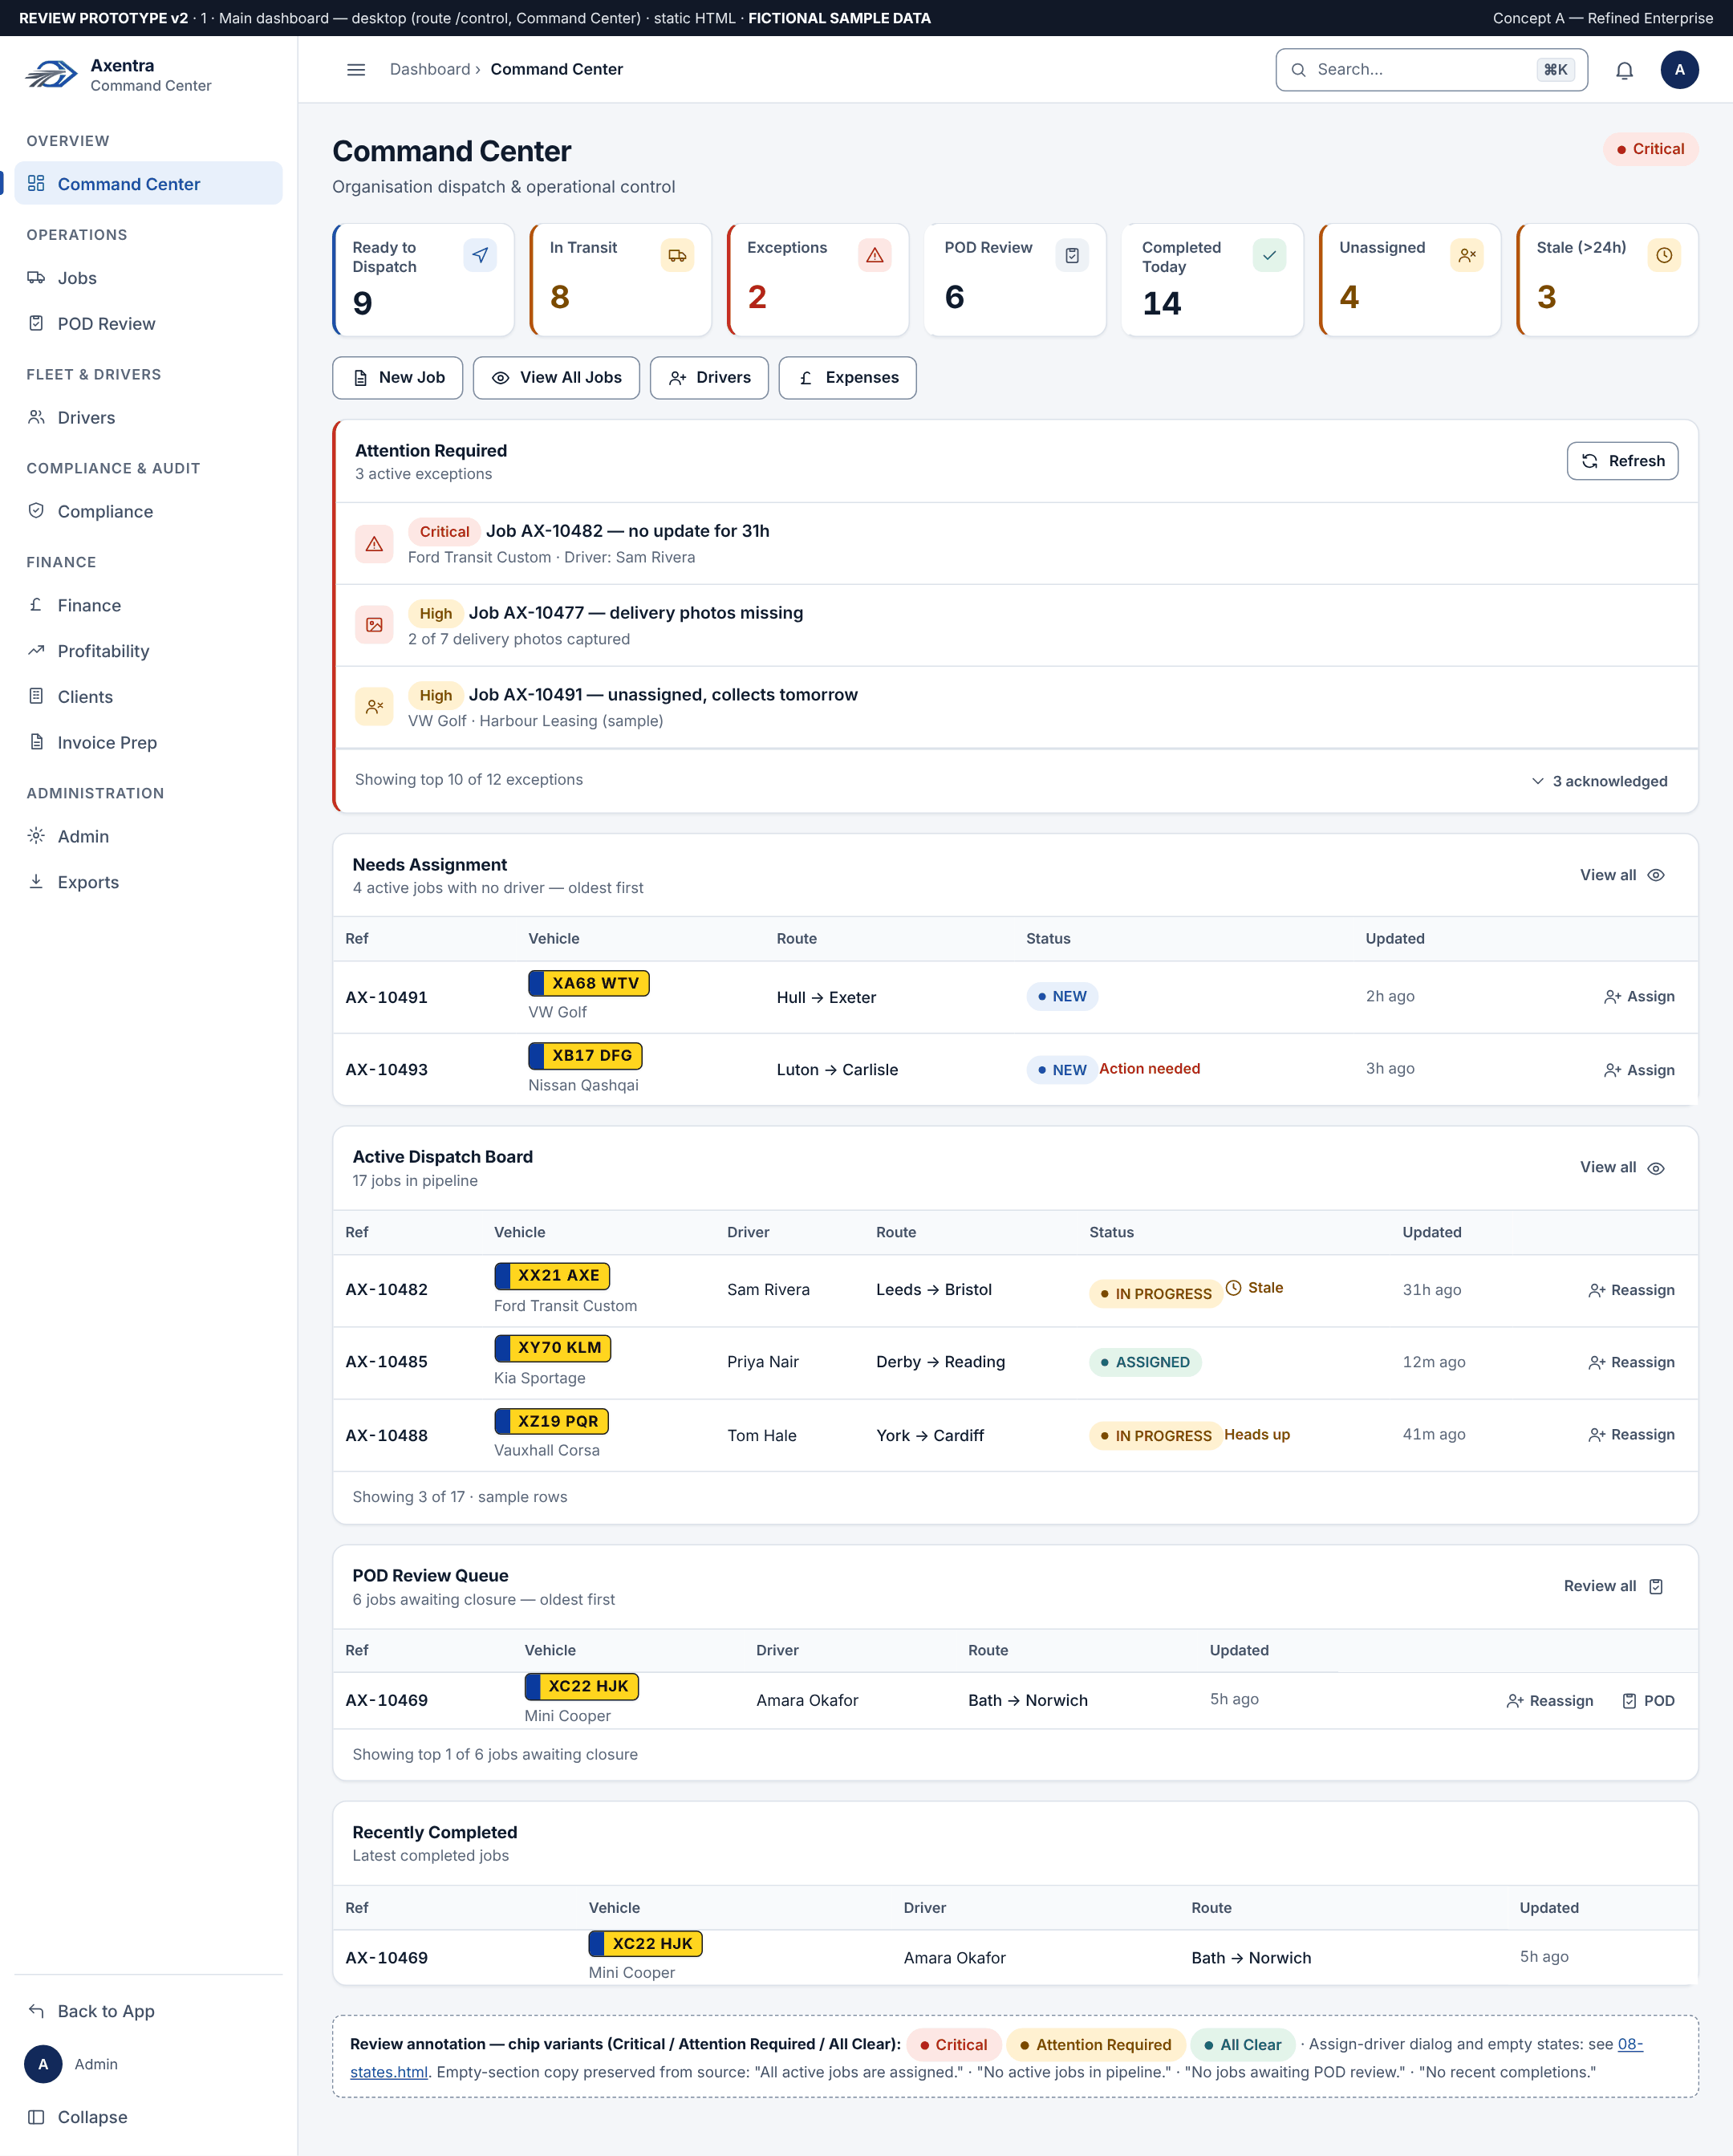 REVIEW PROTOTYPE v2 · 1 · Main dashboard — desktop (route /control, Command Center) · static HTML · FICTIONAL SAMPLE DATA
Concept A — Refined Enterprise
Axentra
Command Center
OVERVIEW
Command Center
OPERATIONS
Jobs
POD Review
FLEET & DRIVERS
Drivers
COMPLIANCE & AUDIT
Compliance
FINANCE
£ Finance
Profitability
Clients
Invoice Prep
ADMINISTRATION
Admin
Exports
Back to App
A Admin
Collapse
Dashboard › Command Center
Search... ⌘K
A
Command Center
Organisation dispatch & operational control
Critical
Ready to
Dispatch
9
In Transit
8
Exceptions
2
POD Review
6
Completed
Today
14
Unassigned
4
Stale (>24h)
3
New Job
View All Jobs
Drivers
£ Expenses
Attention Required
3 active exceptions
Refresh
Critical Job AX-10482 — no update for 31h
Ford Transit Custom · Driver: Sam Rivera
High Job AX-10477 — delivery photos missing
2 of 7 delivery photos captured
High Job AX-10491 — unassigned, collects tomorrow
VW Golf · Harbour Leasing (sample)
Showing top 10 of 12 exceptions
3 acknowledged
Needs Assignment
4 active jobs with no driver — oldest first
View all
Ref Vehicle Route Status Updated
AX-10491 XA68 WTV Hull → Exeter NEW 2h ago Assign
VW Golf
AX-10493 XB17 DFG Luton → Carlisle NEW Action needed 3h ago Assign
Nissan Qashqai
Active Dispatch Board
17 jobs in pipeline
View all
Ref Vehicle Driver Route Status Updated
AX-10482 XX21 AXE Sam Rivera Leeds → Bristol IN PROGRESS Stale 31h ago Reassign
Ford Transit Custom
AX-10485 XY70 KLM Priya Nair Derby → Reading ASSIGNED 12m ago Reassign
Kia Sportage
AX-10488 XZ19 PQR Tom Hale York → Cardiff IN PROGRESS Heads up 41m ago Reassign
Vauxhall Corsa
Showing 3 of 17 · sample rows
POD Review Queue
6 jobs awaiting closure — oldest first
Review all
Ref Vehicle Driver Route Updated
AX-10469 XC22 HJK Amara Okafor Bath → Norwich 5h ago Reassign POD
Mini Cooper
Showing top 1 of 6 jobs awaiting closure
Recently Completed
Latest completed jobs
Ref Vehicle Driver Route Updated
AX-10469 XC22 HJK Amara Okafor Bath → Norwich 5h ago
Mini Cooper
Review annotation — chip variants (Critical / Attention Required / All Clear): Critical Attention Required All Clear · Assign-driver dialog and empty states: see 08-
states.html. Empty-section copy preserved from source: "All active jobs are assigned." · "No active jobs in pipeline." · "No jobs awaiting POD review." · "No recent completions."